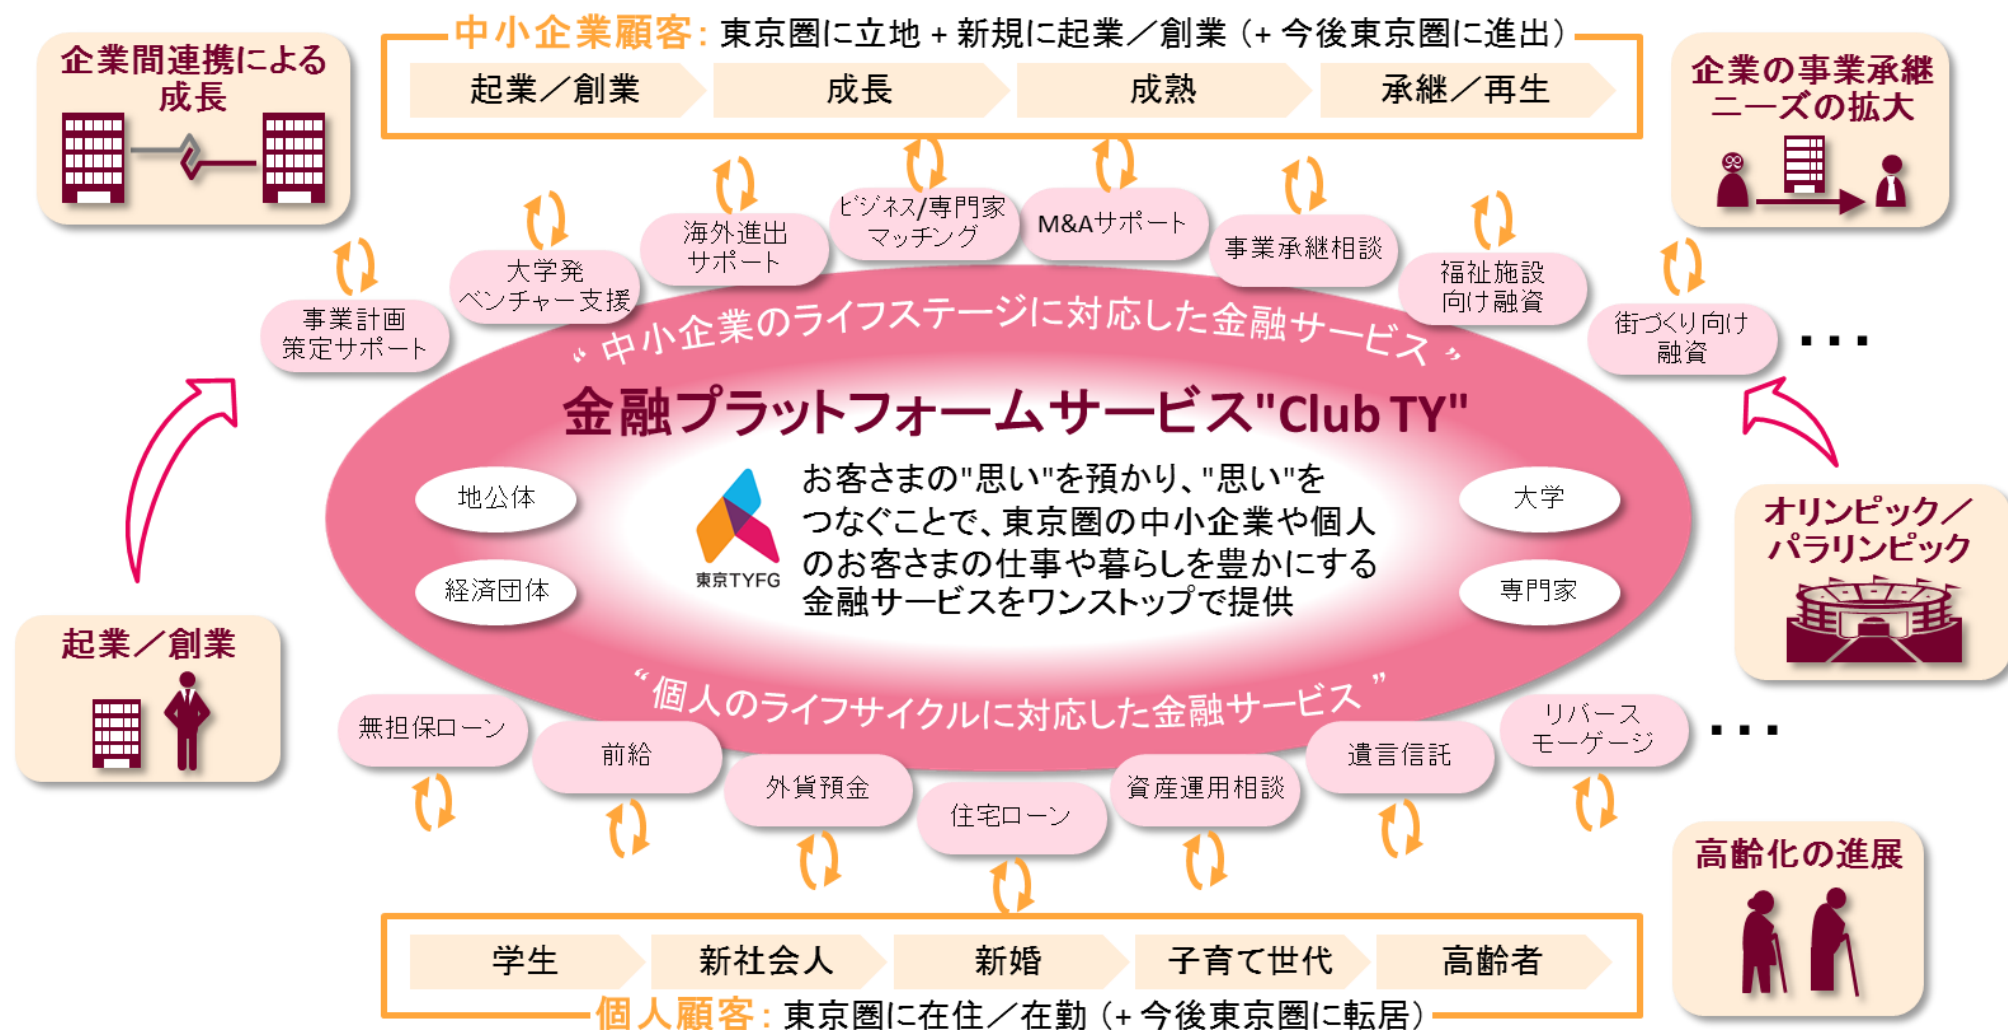 中小企業顧客: 東京圏に立地 + 新規に起業／創業 (+ 今後東京圏に進出)
起業／創業
成長
成熟
承継／再生
企業間連携による
成長
企業の事業承継
ニーズの拡大
事業計画
策定サポート
大学発
ベンチャー支援
海外進出
サポート
ビジネス/専門家
マッチング
M&Aサポート
事業承継相談
福祉施設
向け融資
街づくり向け
融資
...
“中小企業のライフステージに対応した金融サービス”
金融プラットフォームサービス"Club TY"
地公体
経済団体
東京TYFG
お客さまの"思い"を預かり、"思い"を
つなぐことで、東京圏の中小企業や個人
のお客さまの仕事や暮らしを豊かにする
金融サービスをワンストップで提供
大学
専門家
オリンピック／
パラリンピック
起業／創業
“個人のライフサイクルに対応した金融サービス”
無担保ローン
前給
外貨預金
住宅ローン
資産運用相談
遺言信託
リバース
モーゲージ
...
高齢化の進展
学生
新社会人
新婚
子育て世代
高齢者
個人顧客: 東京圏に在住／在勤 (+ 今後東京圏に転居)